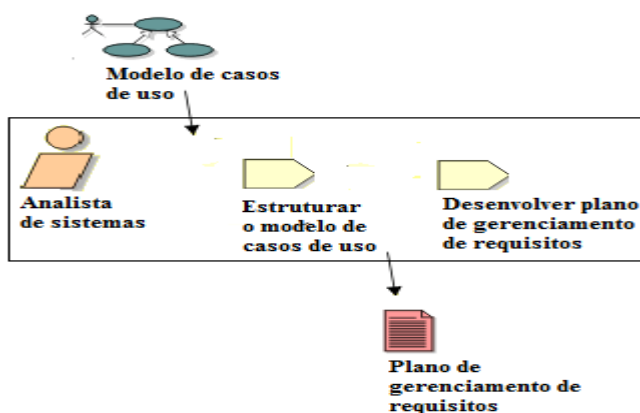 Modelo de casos
de uso
Analista
de sistemas
Estruturar
o modelo de
casos de uso
Desenvolver plano
de gerenciamento
de requisitos
Plano de
gerenciamento de
requisitos